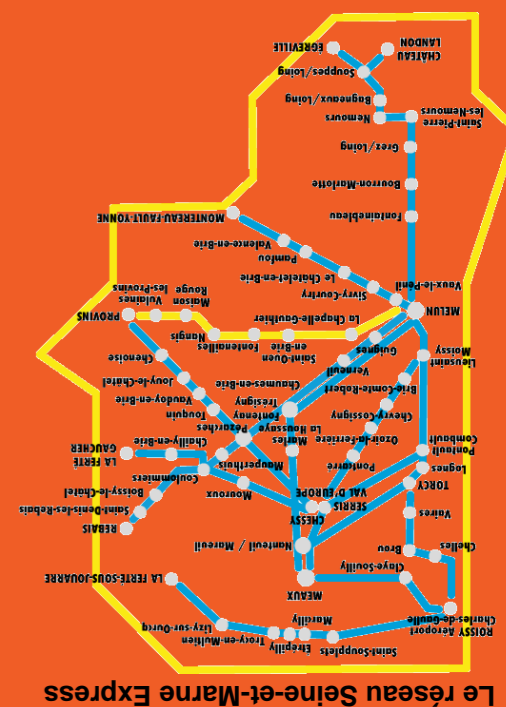 Le réseau Seine-et-Marne Express
Saint-Soupplets
Etrépilly
Marcilly
Trocy-en-Multien
Lizy-sur-Ourcq
ROISSY Aéroport
Charles-de-Gaulle
LA FERTE-SOUS-JOUARRE
MEAUX
Claye-Souilly
Chelles
Brou
Nanteuil / Mareuil
REBAIS
Saint-Denis-les-Rebais
Boissy-le-Châtel
Vaires
CHESSY
SERRIS
VAL D'EUROPE
TORCY
Lognes
Mouroux
Coulommiers
LA FERTÉ
GAUCHER
Chailly-en-Brie
Mauperthuis
Pontcarré
Pontault
Combault
Marles
Ozoir-la-Ferrière
La Houssaye
Pézarches
Fontenay
Trésigny
Touquin
Chevry-Cossigny
Vaudoy-en-Brie
Jouy-le-Châtel
Brie-Comte-Robert
Chaumes-en-Brie
Verneuil
Chenoise
Lieusaint
Moissy
Guignes
Saint-Ouen
en-Brie
Fontenailles
Nangis
La Chapelle-Gauthier
MELUN
PROVINS
Vulaines
les-Provins
Maison
Rouge
Vaux-le-Pénil
Sivry-Courtry
Le Châtelet-en-Brie
Pamfou
Valence-en-Brie
MONTEREAU-FAULT-YONNE
Fontainebleau
Bourron-Marlotte
Grez/Loing
Saint-Pierre
les-Nemours
Nemours
Bagneaux/Loing
Souppes/Loing
CHÂTEAU
LANDON
ÉGREVILLE